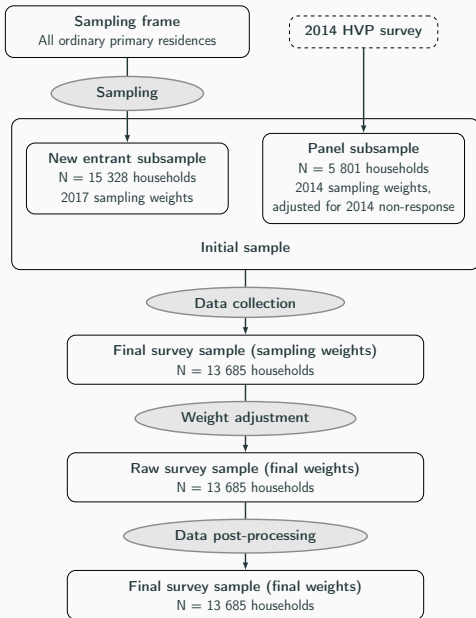 Sampling frame
All ordinary primary residences
2014 HVP survey
Sampling
New entrant subsample
N = 15 328 households
2017 sampling weights
Panel subsample
N = 5 801 households
2014 sampling weights,
adjusted for 2014 non-response
Initial sample
Data collection
Final survey sample (sampling weights)
N = 13 685 households
Weight adjustment
Raw survey sample (final weights)
N = 13 685 households
Data post-processing
Final survey sample (final weights)
N = 13 685 households